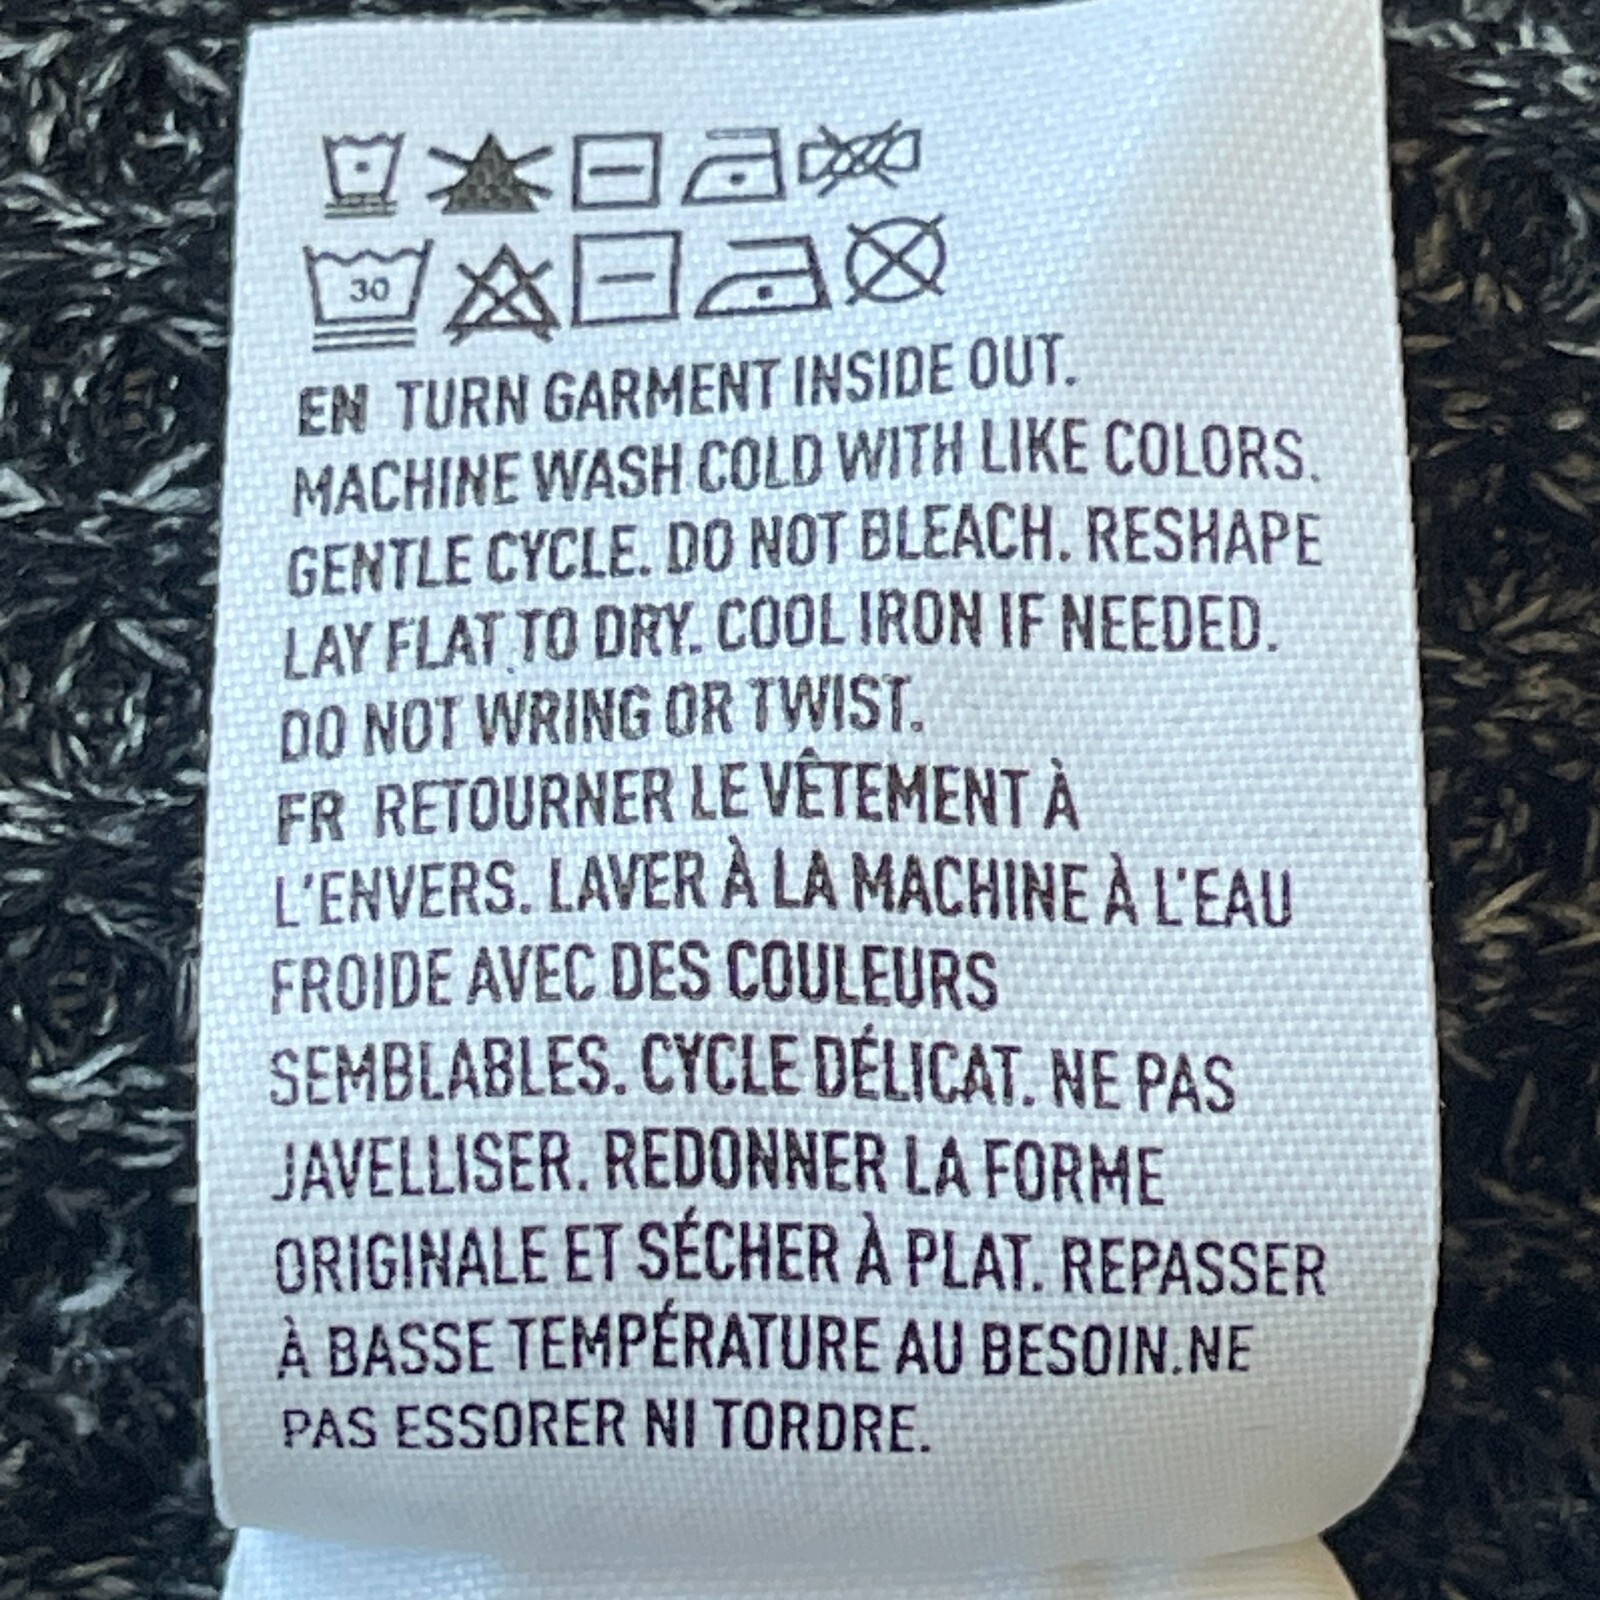 30
EN TURN GARMENT INSIDE OUT.
MACHINE WASH COLD WITH LIKE COLORS.
GENTLE CYCLE. DO NOT BLEACH. RESHAPE
LAY FLAT TO DRY. COOL IRON IF NEEDED.
DO NOT WRING OR TWIST.
FR RETOURNER LE VÊTEMENT À
L'ENVERS. LAVER À LA MACHINE À L'EAU
FROIDE AVEC DES COULEURS
SEMBLABLES. CYCLE DÉLICAT. NE PAS
JAVELLISER. REDONNER LA FORME
ORIGINALE ET SÉCHER À PLAT. REPASSER
À BASSE TEMPÉRATURE AU BESOIN.NE
PAS ESSORER NI TORDRE.